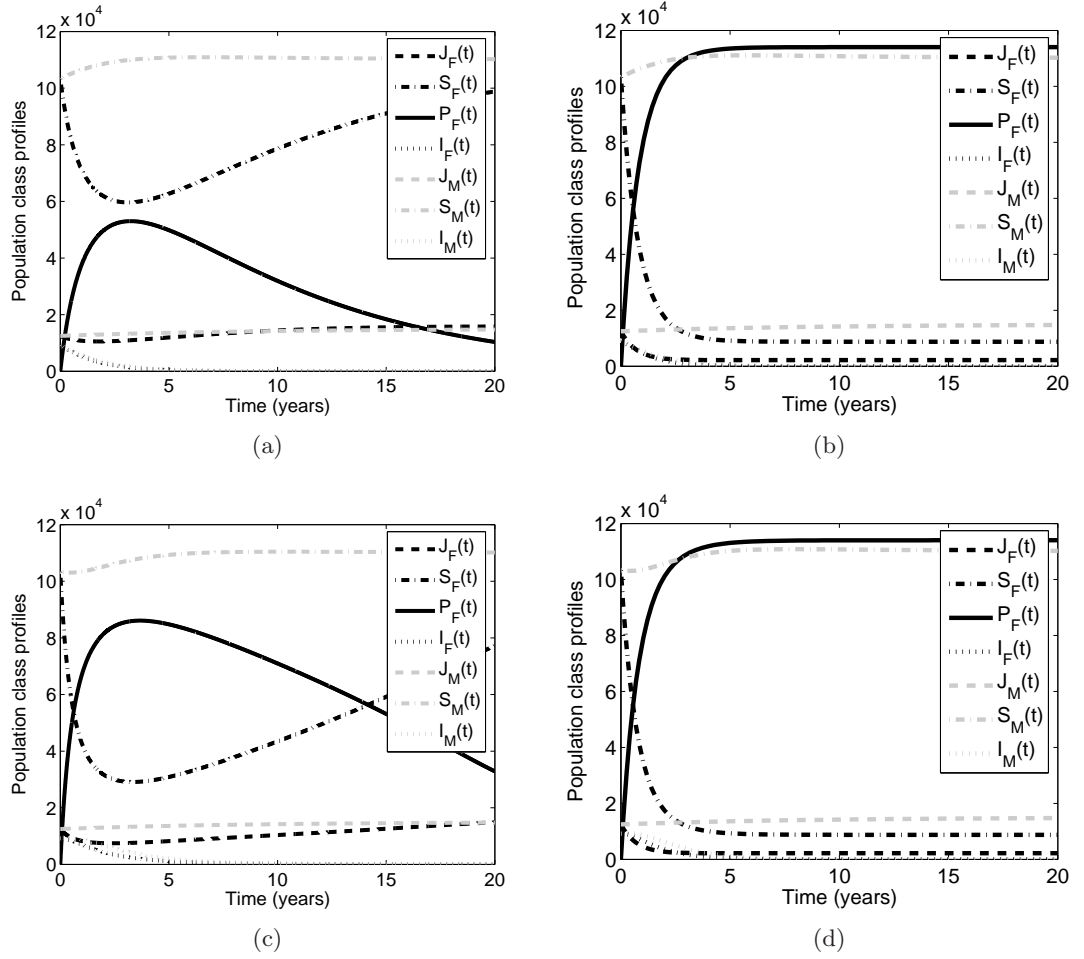 x 10^4
12
10
8
6
4
2
0
0 5 10 15 20
Population class profiles
Time (years)
J_F(t)
S_F(t)
P_F(t)
I_F(t)
J_M(t)
S_M(t)
I_M(t)
(a)
x 10^4
12
10
8
6
4
2
0
0 5 10 15 20
Population class profiles
Time (years)
J_F(t)
S_F(t)
P_F(t)
I_F(t)
J_M(t)
S_M(t)
I_M(t)
(b)
x 10^4
12
10
8
6
4
2
0
0 5 10 15 20
Population class profiles
Time (years)
J_F(t)
S_F(t)
P_F(t)
I_F(t)
J_M(t)
S_M(t)
I_M(t)
(c)
x 10^4
12
10
8
6
4
2
0
0 5 10 15 20
Population class profiles
Time (years)
J_F(t)
S_F(t)
P_F(t)
I_F(t)
J_M(t)
S_M(t)
I_M(t)
(d)